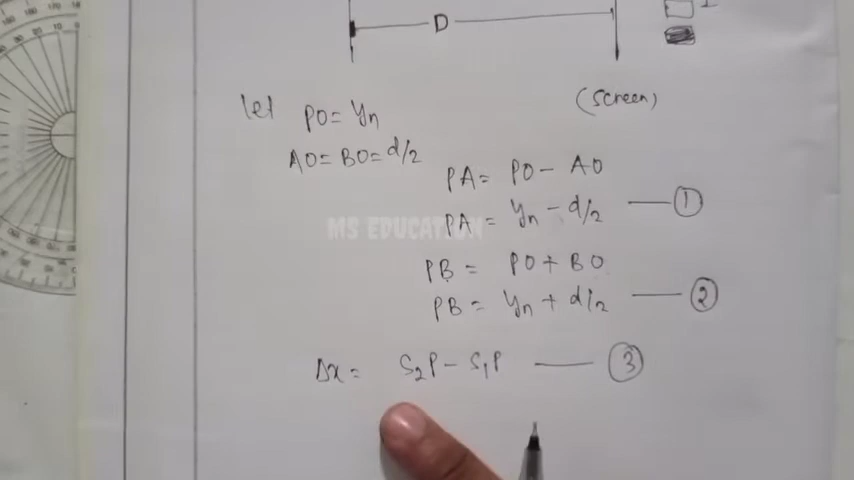 D
let PO = yn
(screen)
AO = BO = d/2
PA = PO - AO
PA = yn - d/2 — ①
MS EDUCATION
PB = PO + BO
PB = yn + d/2 — ②
Δx = S2P - S1P — ③